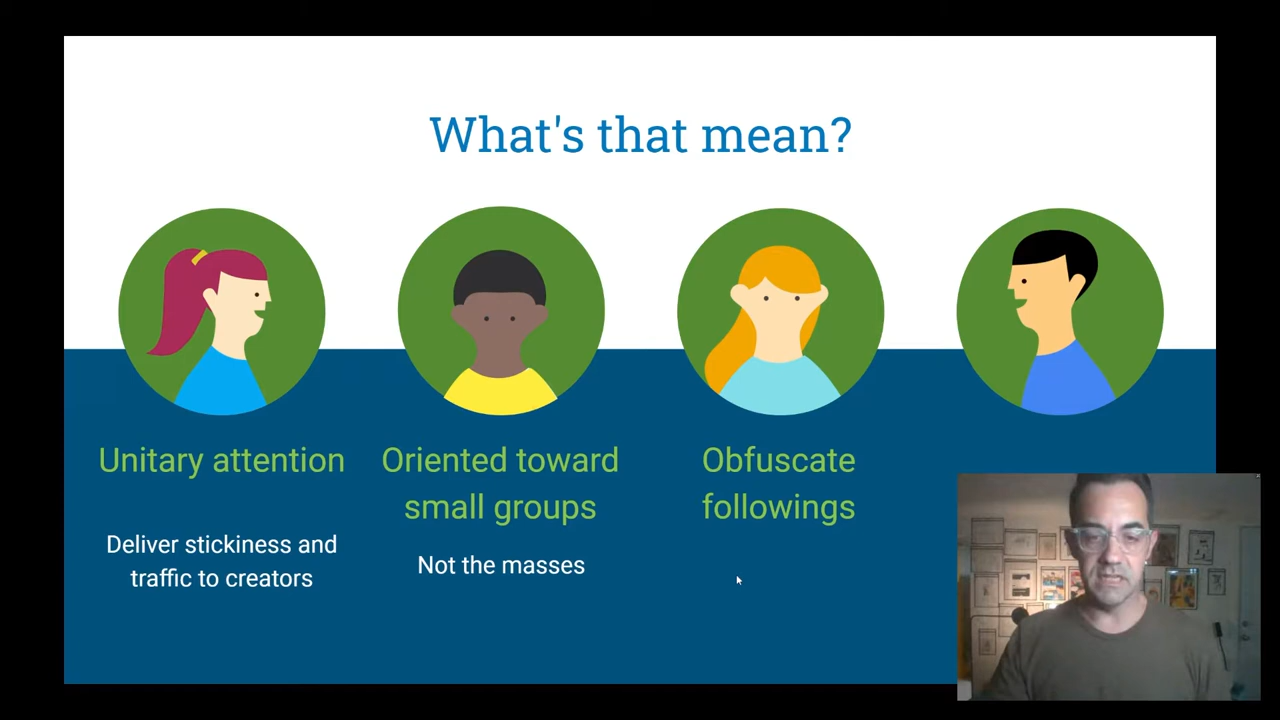 What's that mean?
Unitary attention
Deliver stickiness and
traffic to creators
Oriented toward
small groups
Not the masses
Obfuscate
followings